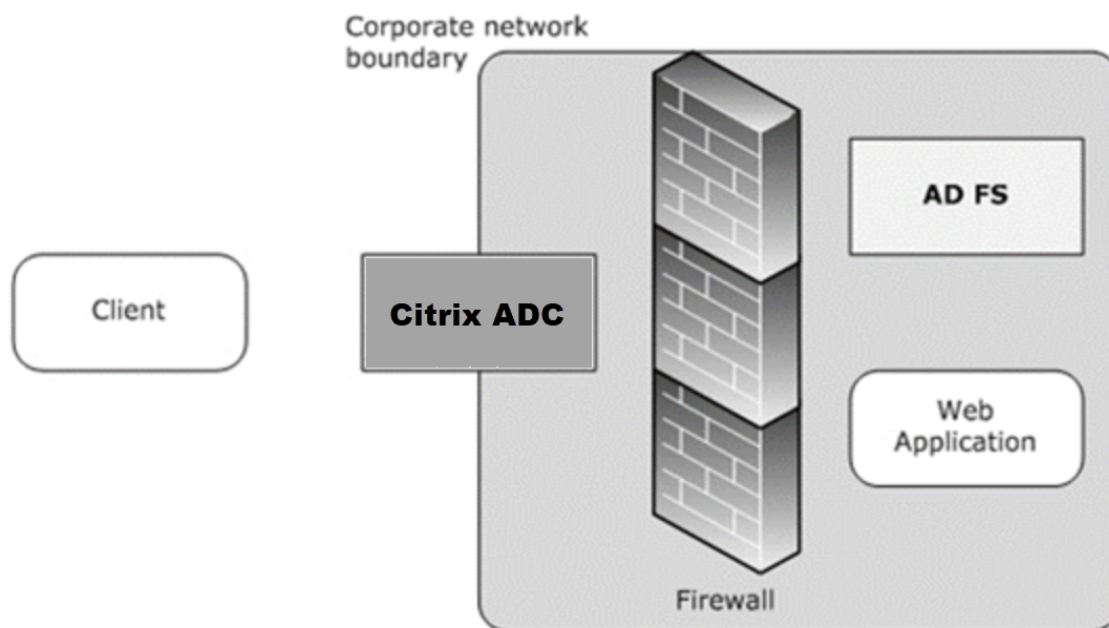 Corporate network
boundary
AD FS
Client
Citrix ADC
Web
Application
Firewall